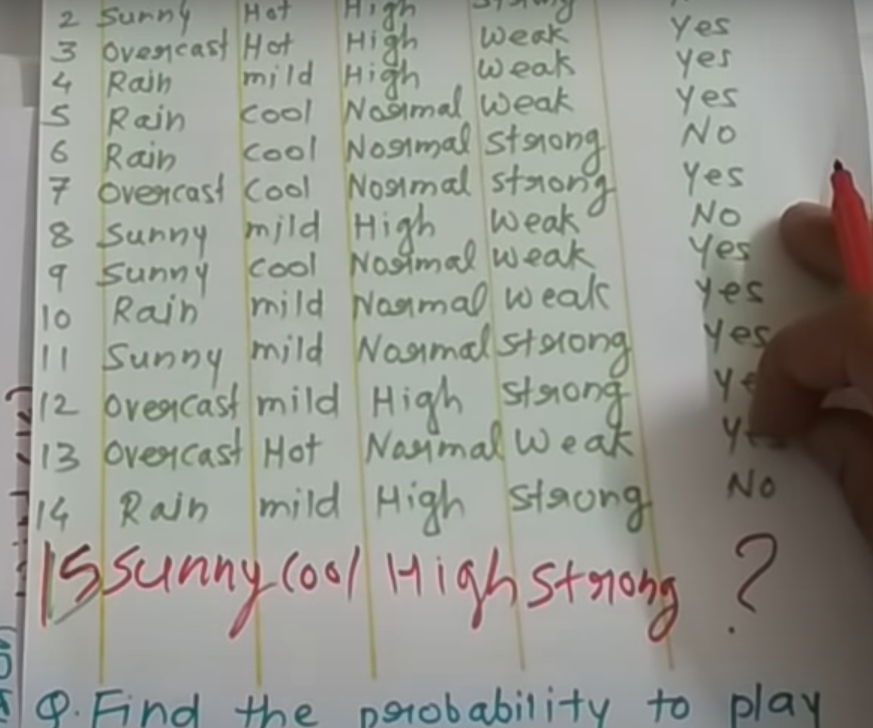 2 Sunny Hot High
3 Overcast Hot High Weak Yes
4 Rain mild High Weak Yes
5 Rain Cool Normal Weak Yes
6 Rain Cool Normal Strong No
7 Overcast Cool Normal Strong Yes
8 Sunny mild High Weak No
9 Sunny Cool Normal Weak Yes
10 Rain mild Normal Weak Yes
11 Sunny mild Normal Strong Yes
12 Overcast mild High Strong
13 Overcast Hot Normal Weak
14 Rain mild High Strong No
15 Sunny Cool High Strong ?
Q. Find the probability to play